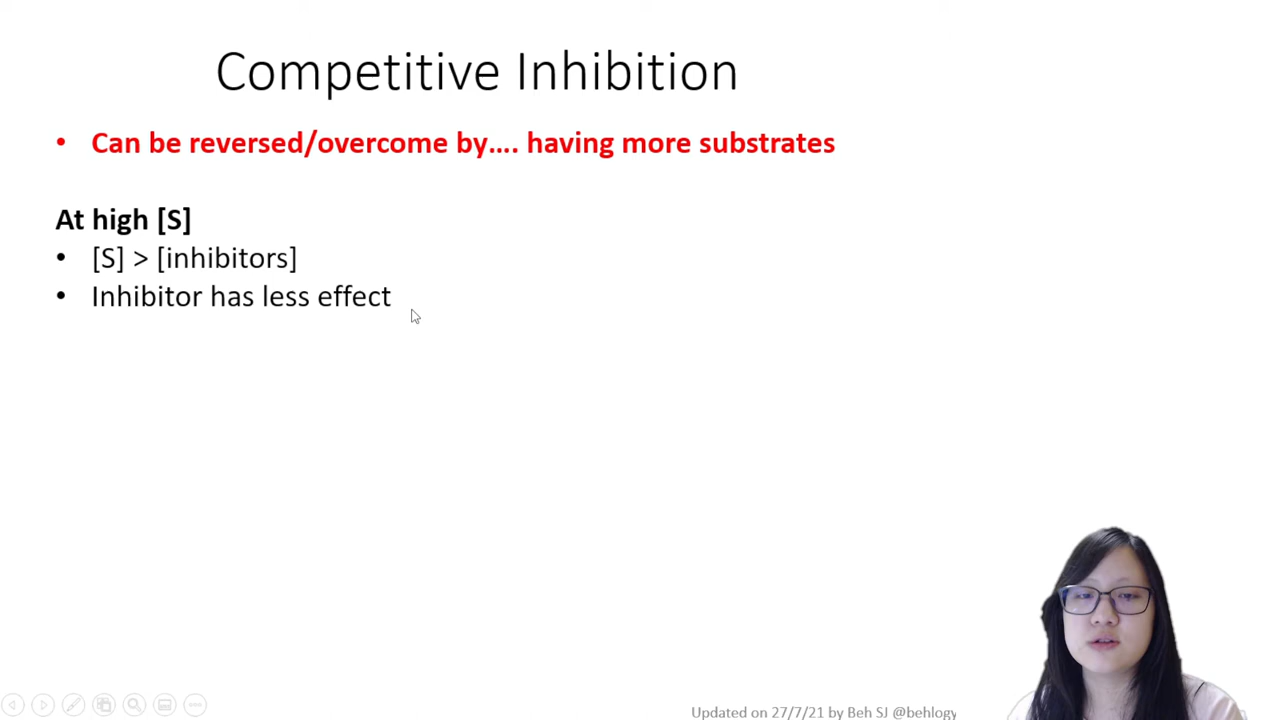 Competitive Inhibition
• Can be reversed/overcome by…. having more substrates
At high [S]
• [S] > [inhibitors]
• Inhibitor has less effect
Updated on 27/7/21 by Beh SJ @behlogy